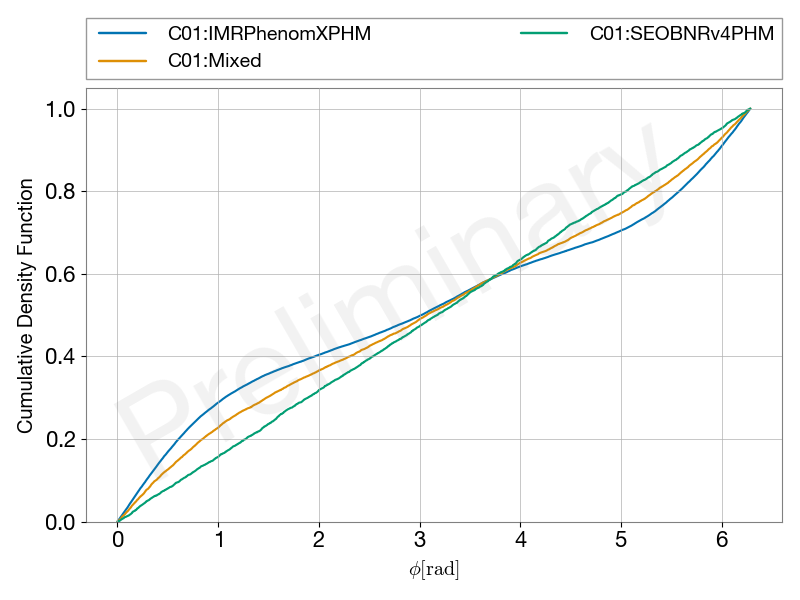 C01:IMRPhenomXPHM
C01:Mixed
C01:SEOBNRv4PHM
Preliminary
Cumulative Density Function
1.0
0.8
0.6
0.4
0.2
0.0
0 1 2 3 4 5 6
ϕ[rad]